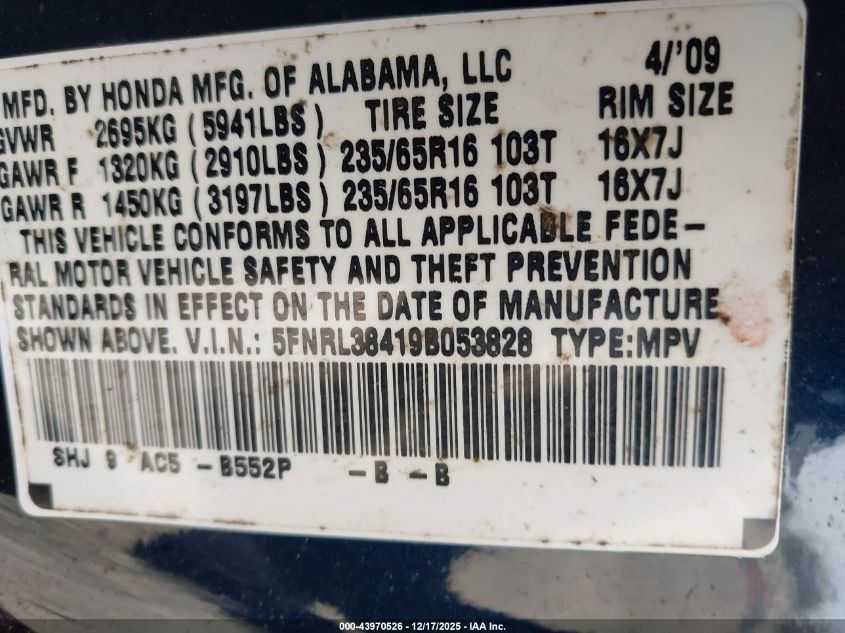 MFD. BY HONDA MFG. OF ALABAMA, LLC 4/'09
GVWR 2695KG (5941LBS) TIRE SIZE RIM SIZE
GAWR F 1320KG (2910LBS) 235/65R16 103T 16X7J
GAWR R 1450KG (3197LBS) 235/65R16 103T 16X7J
THIS VEHICLE CONFORMS TO ALL APPLICABLE FEDE-
RAL MOTOR VEHICLE SAFETY AND THEFT PREVENTION
STANDARDS IN EFFECT ON THE DATE OF MANUFACTURE
SHOWN ABOVE. V.I.N.: 5FNRL38419B053828 TYPE:MPV
SHJ 9 AC5 -B552P -B -B
000-43970526 - 12/17/2025 - IAA Inc.